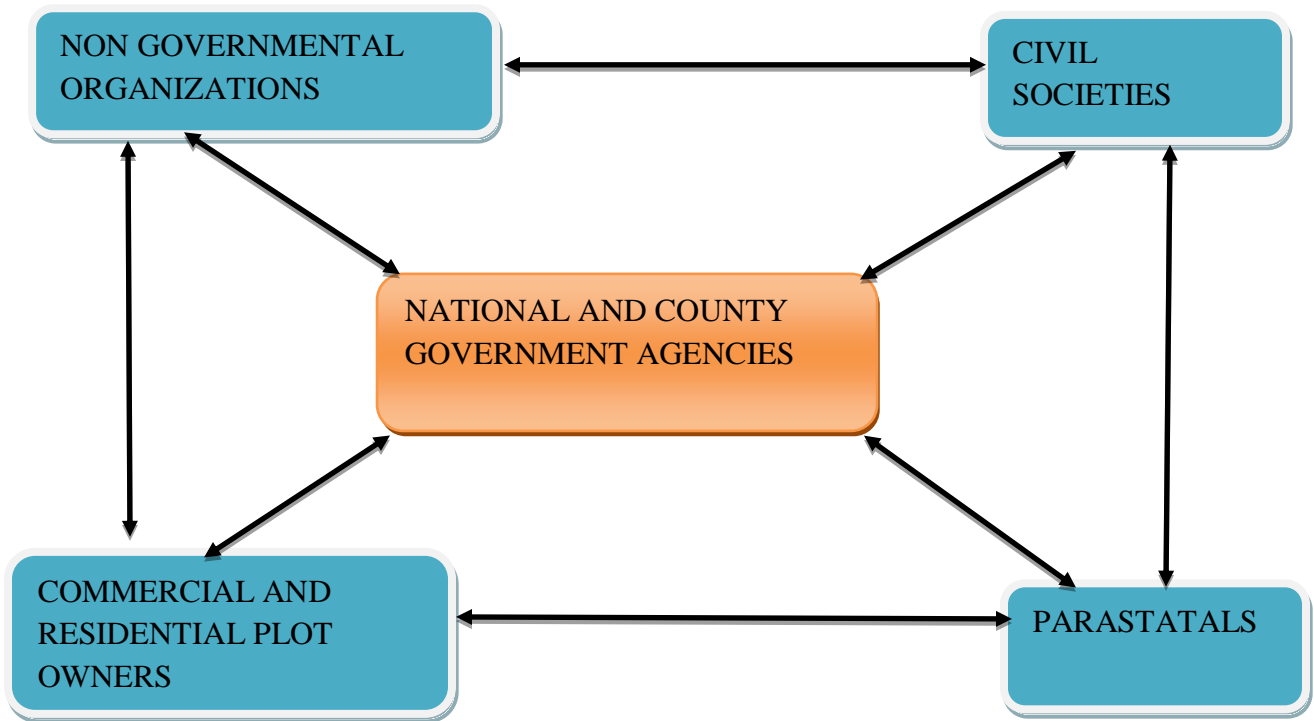 NON GOVERNMENTAL
ORGANIZATIONS
CIVIL
SOCIETIES
NATIONAL AND COUNTY
GOVERNMENT AGENCIES
COMMERCIAL AND
RESIDENTIAL PLOT
OWNERS
PARASTATALS